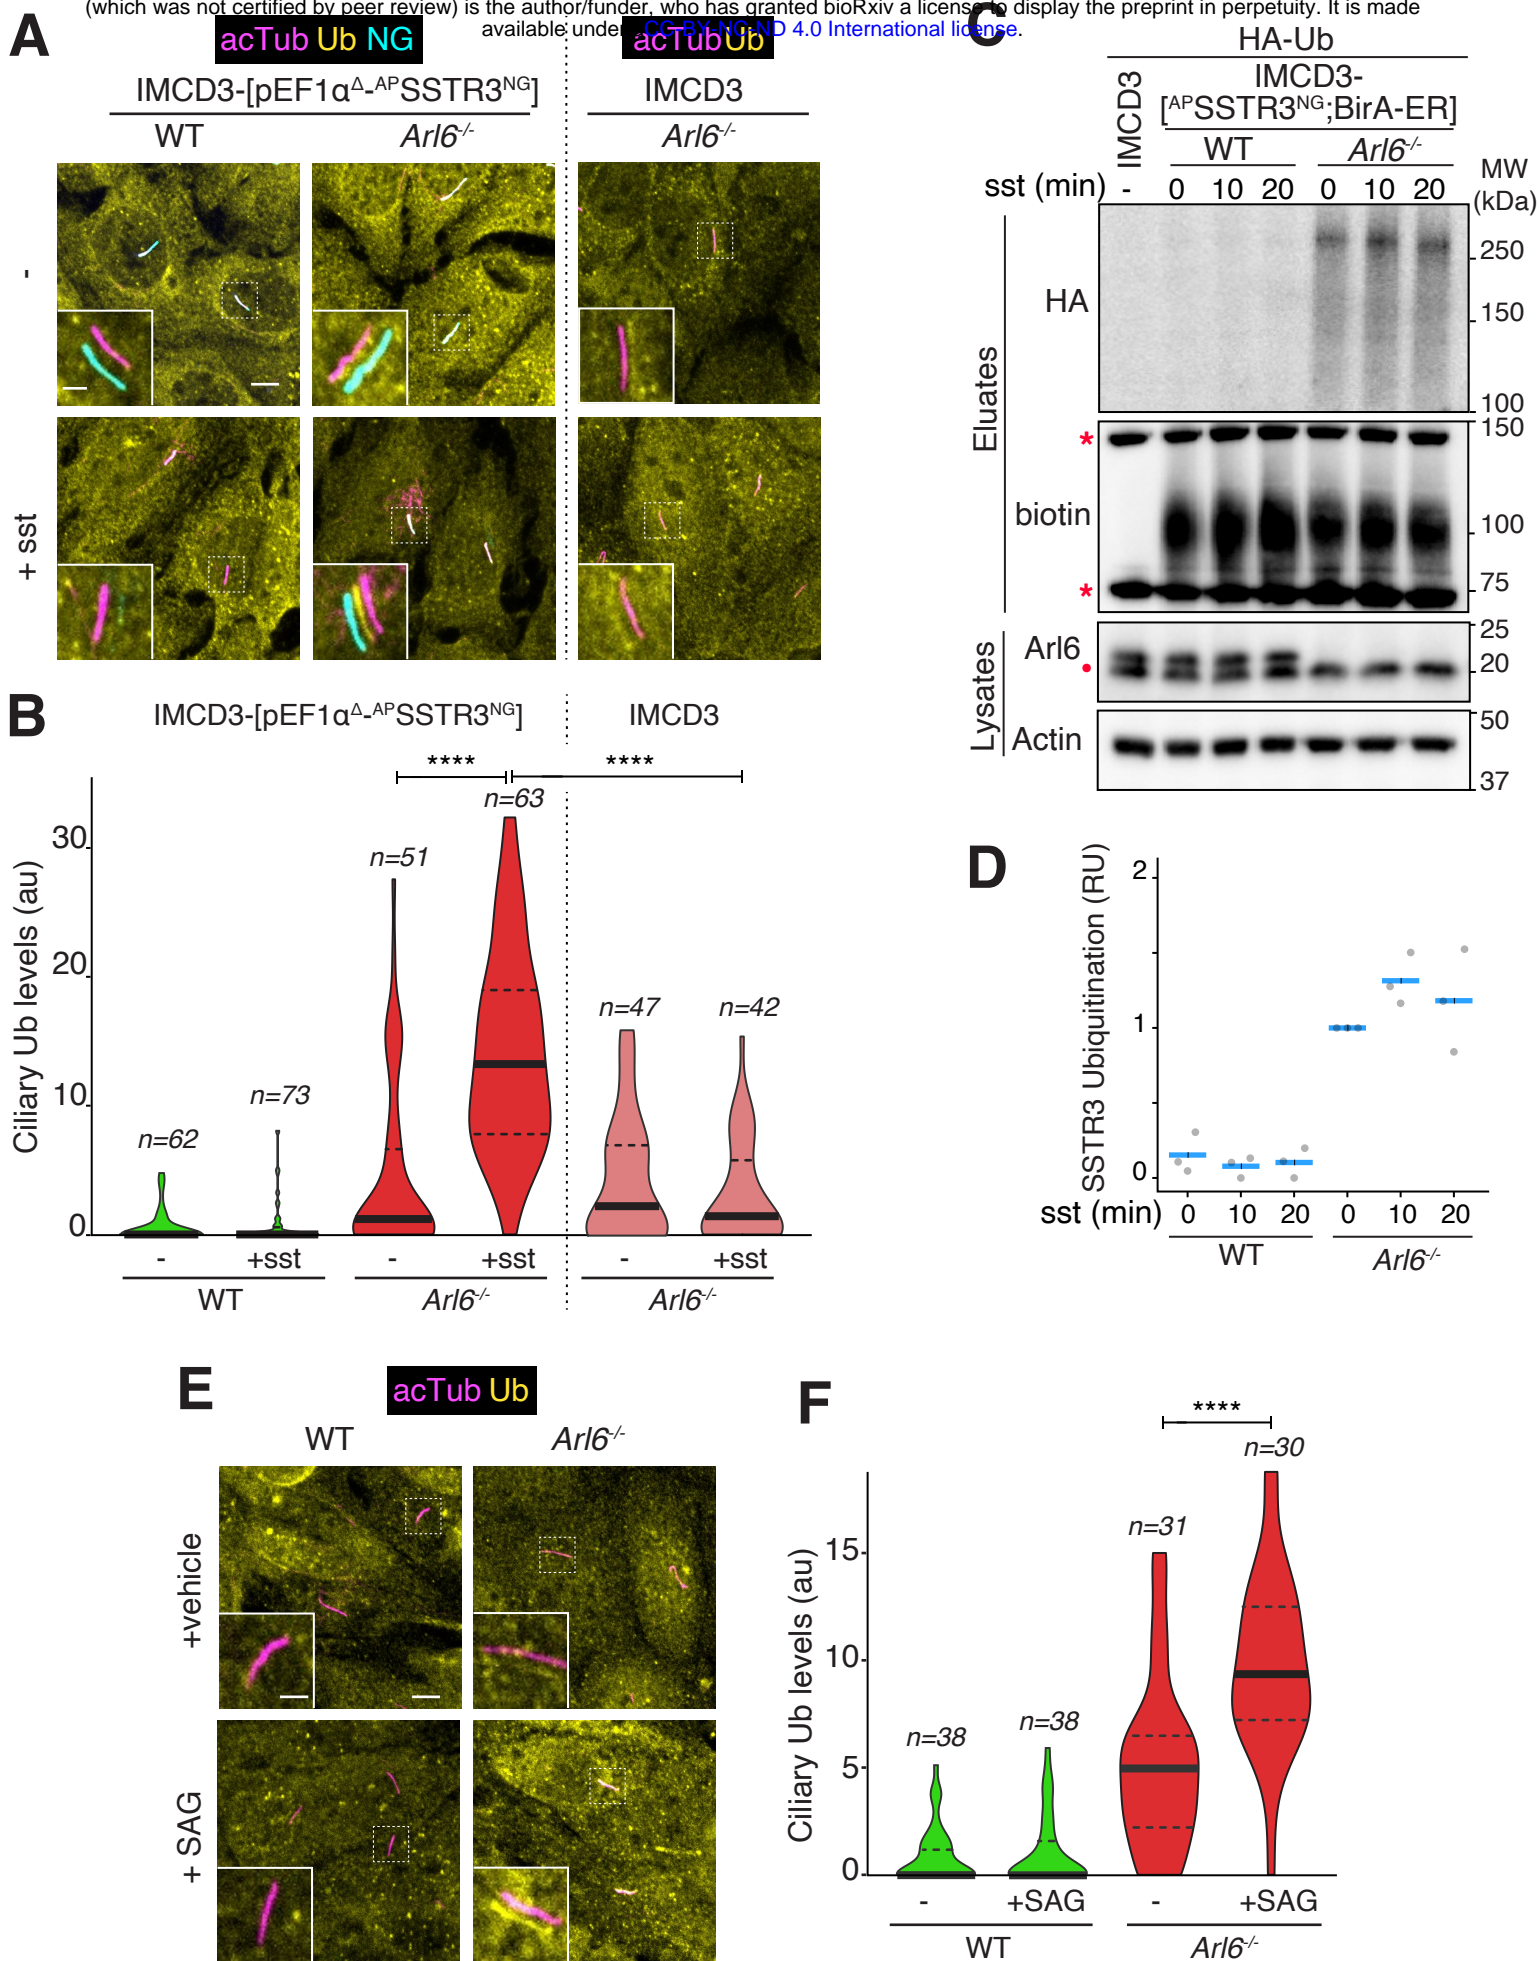 (which was not certified by peer review) is the author/funder, who has granted bioRxiv a license to display the preprint in perpetuity. It is made
available under CC-BY-NC-ND 4.0 International license.
A
acTub Ub NG
acTub Ub
IMCD3-[pEF1αΔ-APSSTR3NG]
IMCD3
WT
Arl6-/-
Arl6-/-
-
+ sst
B
IMCD3-[pEF1αΔ-APSSTR3NG]
IMCD3
****
****
n=63
n=51
n=47
n=42
n=73
n=62
Ciliary Ub levels (au)
30
20
10
0
-
+sst
-
+sst
-
+sst
WT
Arl6-/-
Arl6-/-
C
HA-Ub
IMCD3
IMCD3-
[APSSTR3NG;BirA-ER]
WT
Arl6-/-
MW
(kDa)
sst (min)
-
0
10
20
0
10
20
Eluates
HA
250
150
100
biotin
*
*
150
100
75
Lysates
Arl6
25
20
Actin
50
37
D
SSTR3 Ubiquitination (RU)
2
1
0
sst (min)
0
10
20
0
10
20
WT
Arl6-/-
E
acTub Ub
WT
Arl6-/-
+vehicle
+ SAG
F
****
n=30
n=31
n=38
n=38
Ciliary Ub levels (au)
15
10
5
0
-
+SAG
-
+SAG
WT
Arl6-/-